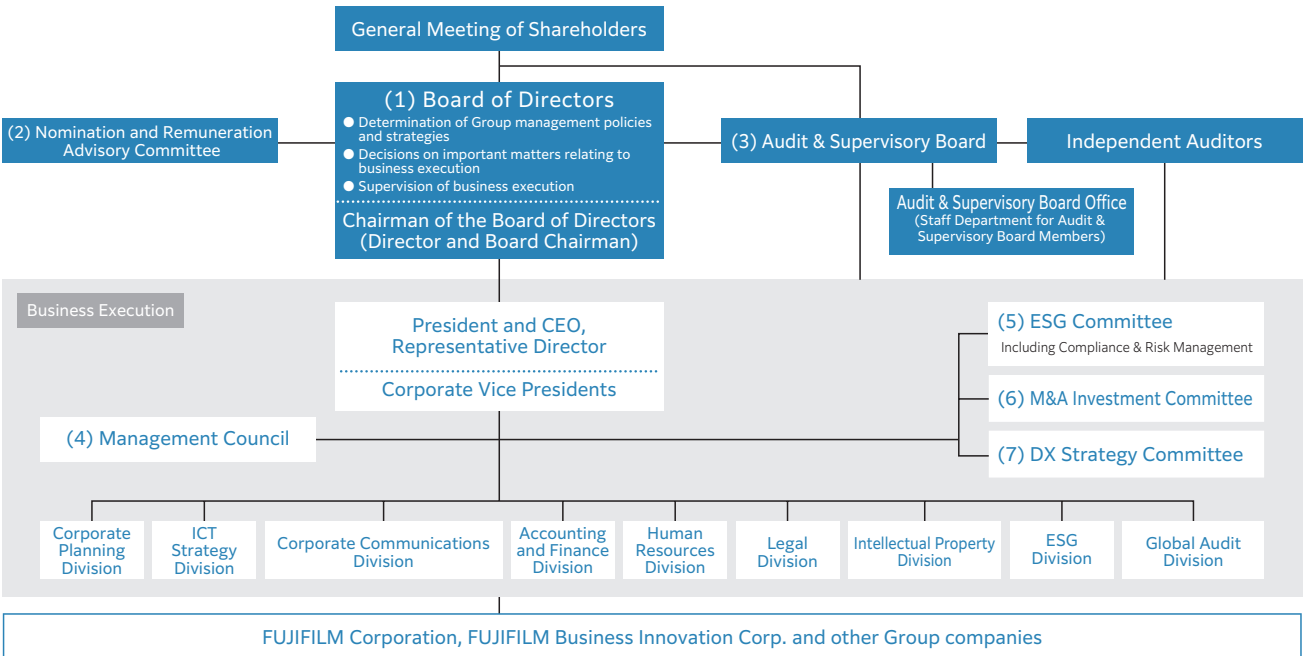 General Meeting of Shareholders
(1) Board of Directors
● Determination of Group management policies
and strategies
● Decisions on important matters relating to
business execution
● Supervision of business execution
Chairman of the Board of Directors
(Director and Board Chairman)
(2) Nomination and Remuneration
Advisory Committee
(3) Audit & Supervisory Board
Independent Auditors
Audit & Supervisory Board Office
(Staff Department for Audit &
Supervisory Board Members)
Business Execution
President and CEO,
Representative Director
Corporate Vice Presidents
(4) Management Council
(5) ESG Committee
Including Compliance & Risk Management
(6) M&A Investment Committee
(7) DX Strategy Committee
Corporate
Planning
Division
ICT
Strategy
Division
Corporate Communications
Division
Accounting
and Finance
Division
Human
Resources
Division
Legal
Division
Intellectual Property
Division
ESG
Division
Global Audit
Division
FUJIFILM Corporation, FUJIFILM Business Innovation Corp. and other Group companies